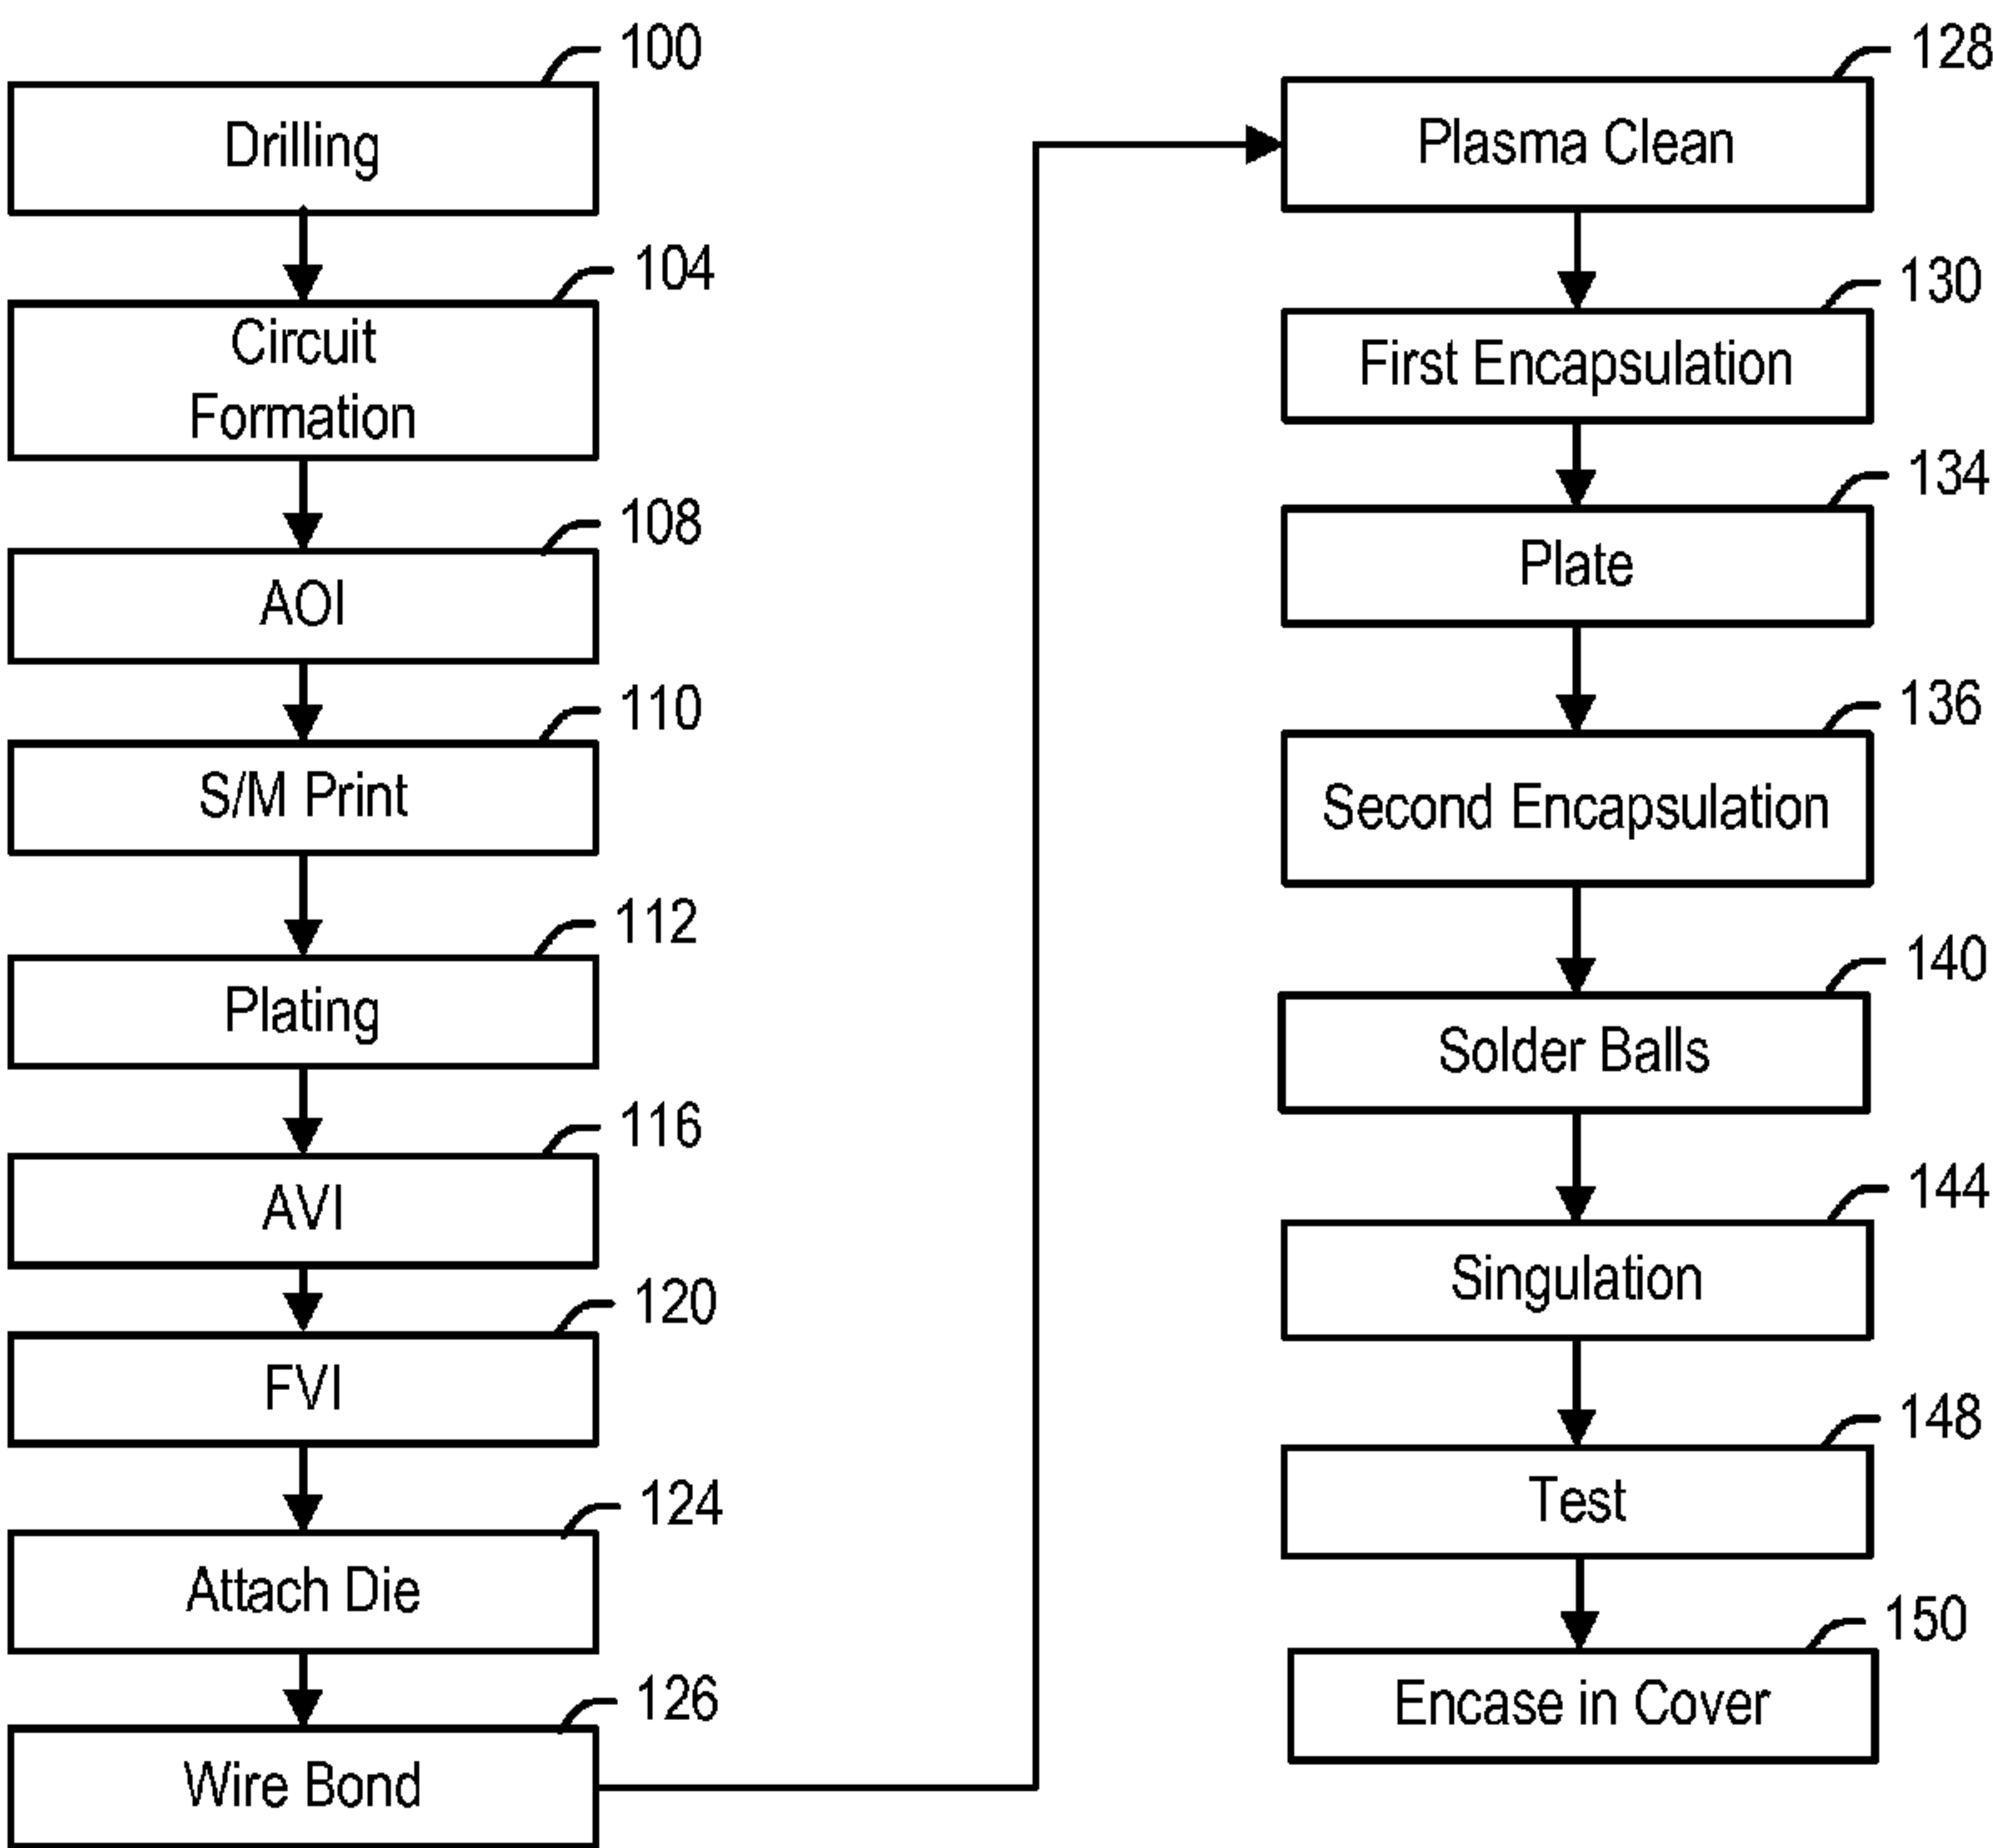 100
Drilling
104
Circuit
Formation
108
AOI
110
S/M Print
112
Plating
116
AVI
120
FVI
124
Attach Die
126
Wire Bond
128
Plasma Clean
130
First Encapsulation
134
Plate
136
Second Encapsulation
140
Solder Balls
144
Singulation
148
Test
150
Encase in Cover